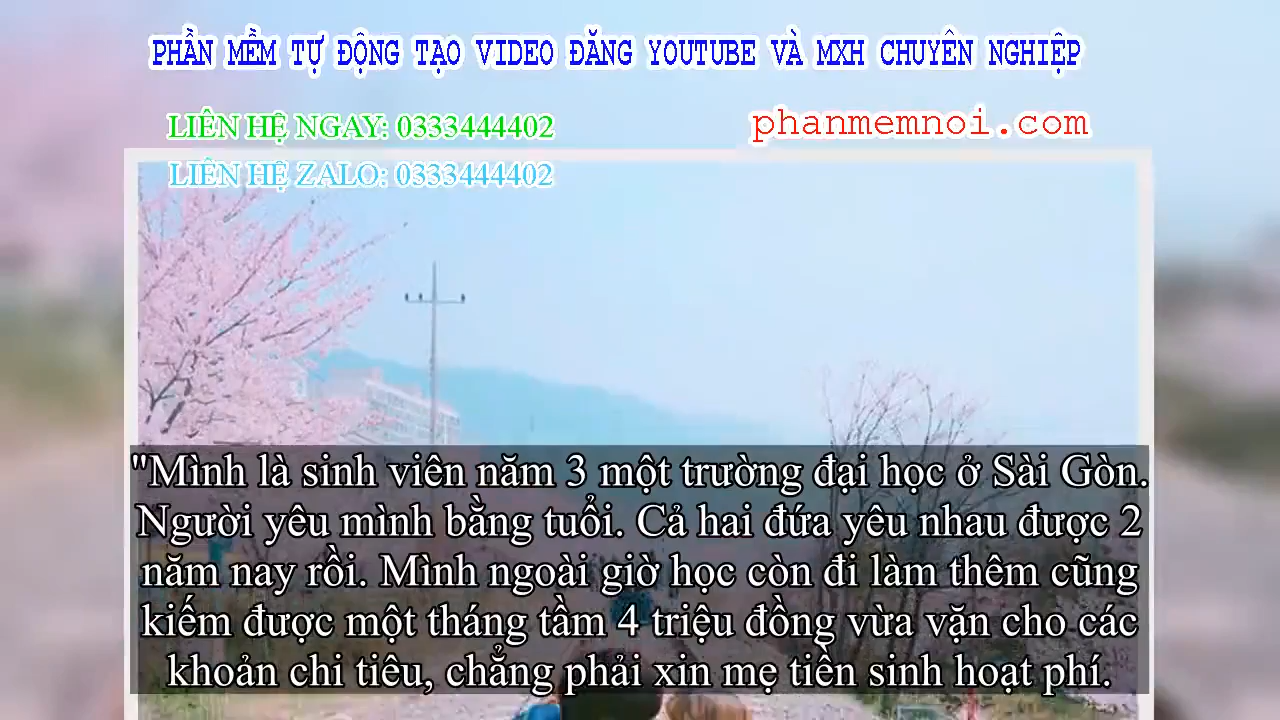 PHẦN MỀM TỰ ĐỘNG TẠO VIDEO ĐĂNG YOUTUBE VÀ MXH CHUYÊN NGHIỆP
LIÊN HỆ NGAY: 0333444402
phanmemnoi.com
LIÊN HỆ ZALO: 0333444402
"Mình là sinh viên năm 3 một trường đại học ở Sài Gòn.
Người yêu mình bằng tuổi. Cả hai đứa yêu nhau được 2
năm nay rồi. Mình ngoài giờ học còn đi làm thêm cũng
kiếm được một tháng tầm 4 triệu đồng vừa vặn cho các
khoản chi tiêu, chẳng phải xin mẹ tiền sinh hoạt phí.